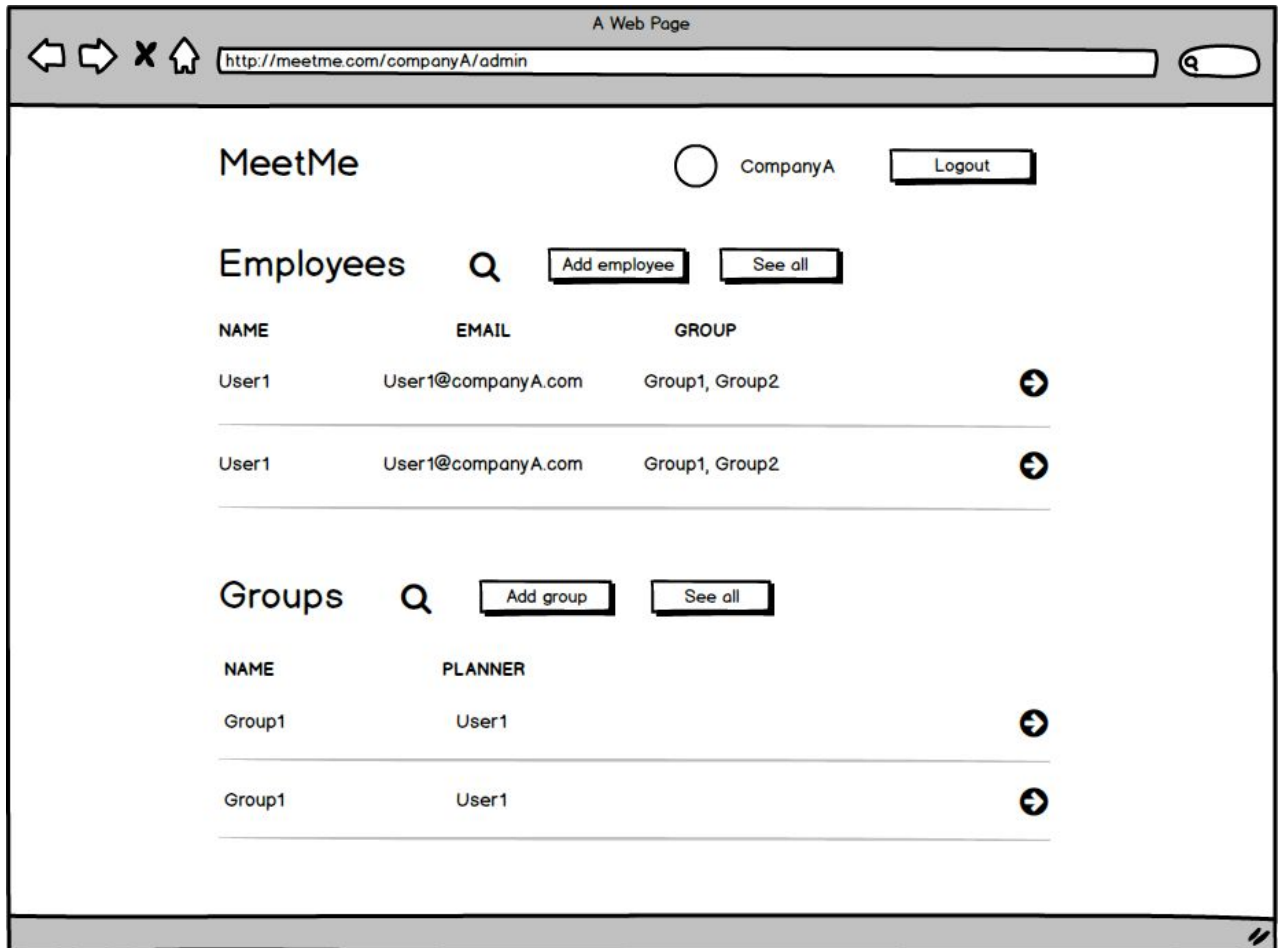 A Web Page
http://meetme.com/companyA/admin
MeetMe CompanyA Logout
Employees Add employee See all
NAME EMAIL GROUP
User1 User1@companyA.com Group1, Group2
User1 User1@companyA.com Group1, Group2
Groups Add group See all
NAME PLANNER
Group1 User1
Group1 User1